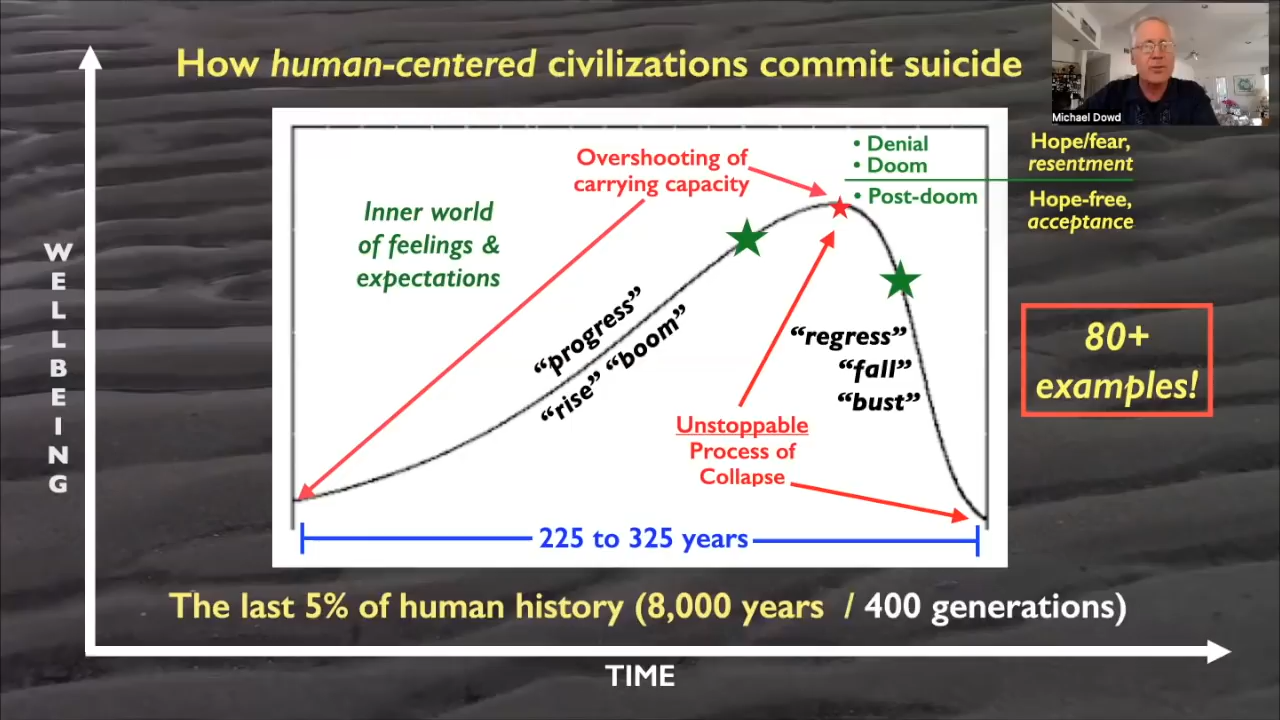 How human-centered civilizations commit suicide
Michael Dowd
Overshooting of
carrying capacity
• Denial
• Doom
• Post-doom
Hope/fear,
resentment
Hope-free,
acceptance
Inner world
of feelings &
expectations
WELLBEING
“progress”
“rise” “boom”
“regress”
“fall”
“bust”
80+
examples!
Unstoppable
Process of
Collapse
225 to 325 years
The last 5% of human history (8,000 years / 400 generations)
TIME